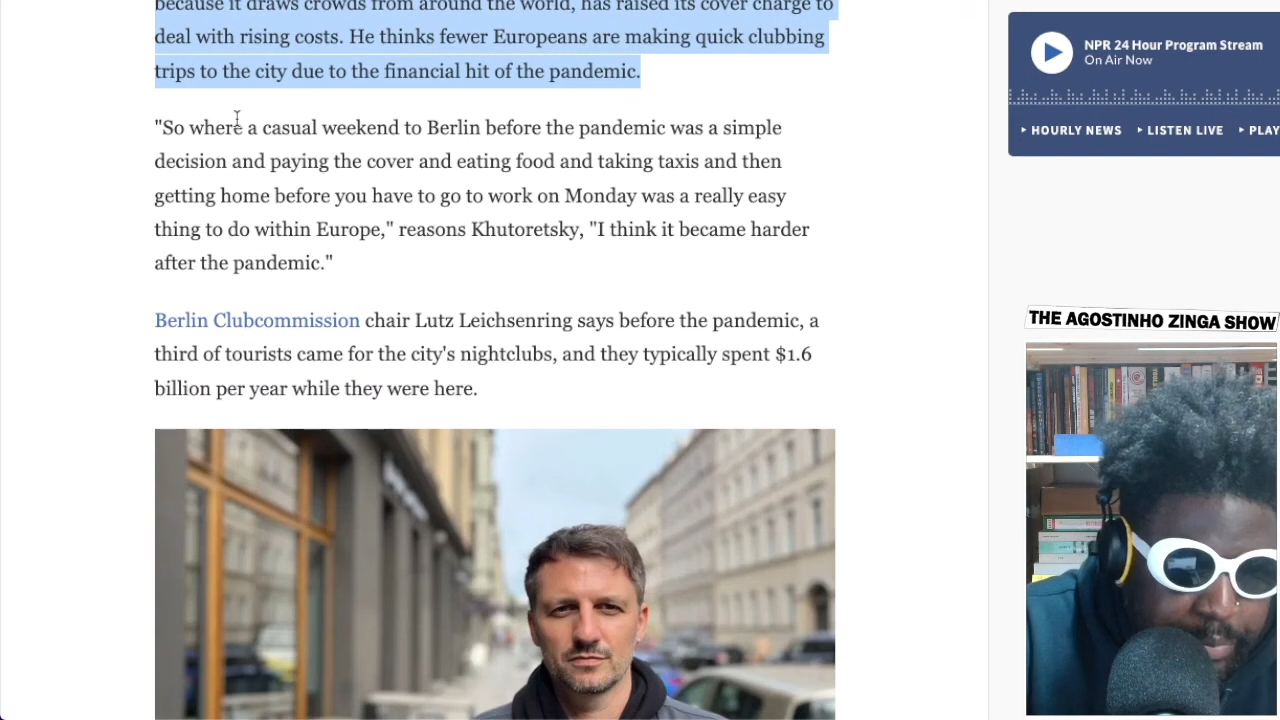 because it draws crowds from around the world, has raised its cover charge to
deal with rising costs. He thinks fewer Europeans are making quick clubbing
trips to the city due to the financial hit of the pandemic.
"So where a casual weekend to Berlin before the pandemic was a simple
decision and paying the cover and eating food and taking taxis and then
getting home before you have to go to work on Monday was a really easy
thing to do within Europe," reasons Khutoretsky, "I think it became harder
after the pandemic."
Berlin Clubcommission chair Lutz Leichsenring says before the pandemic, a
third of tourists came for the city's nightclubs, and they typically spent $1.6
billion per year while they were here.
NPR 24 Hour Program Stream
On Air Now
HOURLY NEWS LISTEN LIVE PLAY
THE AGOSTINHO ZINGA SHOW